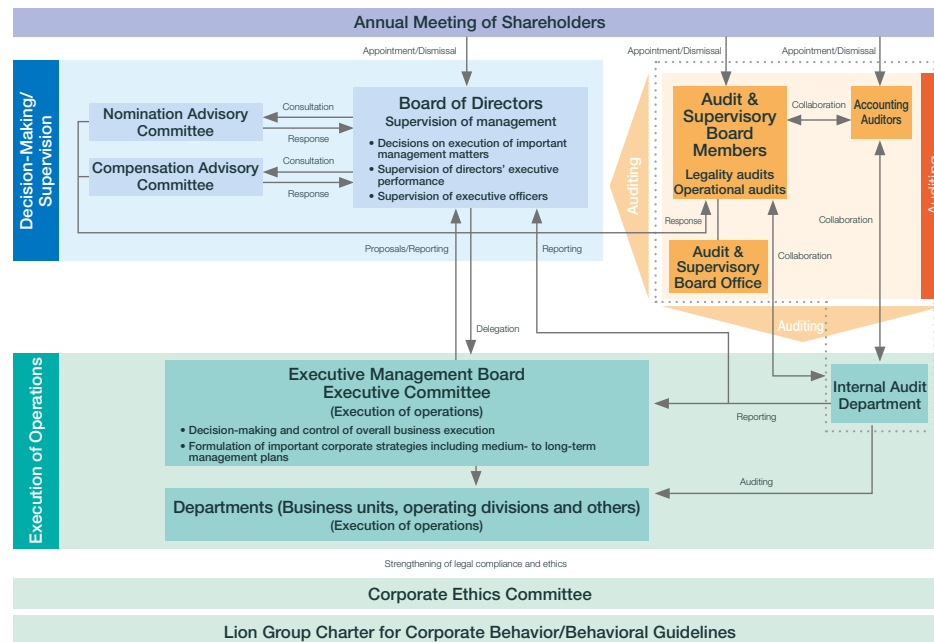 Annual Meeting of Shareholders
Appointment/Dismissal
Appointment/Dismissal
Appointment/Dismissal
Decision-Making/
Supervision
Nomination Advisory
Committee
Consultation
Response
Compensation Advisory
Committee
Consultation
Response
Board of Directors
Supervision of management
• Decisions on execution of important
management matters
• Supervision of directors' executive
performance
• Supervision of executive officers
Auditing
Audit &
Supervisory
Board
Members
Legality audits
Operational audits
Collaboration
Accounting
Auditors
Auditing
Response
Collaboration
Collaboration
Audit &
Supervisory
Board Office
Proposals/Reporting
Reporting
Delegation
Auditing
Execution of Operations
Executive Management Board
Executive Committee
(Execution of operations)
• Decision-making and control of overall business execution
• Formulation of important corporate strategies including medium- to long-term
management plans
Internal Audit
Department
Reporting
Auditing
Departments (Business units, operating divisions and others)
(Execution of operations)
Strengthening of legal compliance and ethics
Corporate Ethics Committee
Lion Group Charter for Corporate Behavior/Behavioral Guidelines